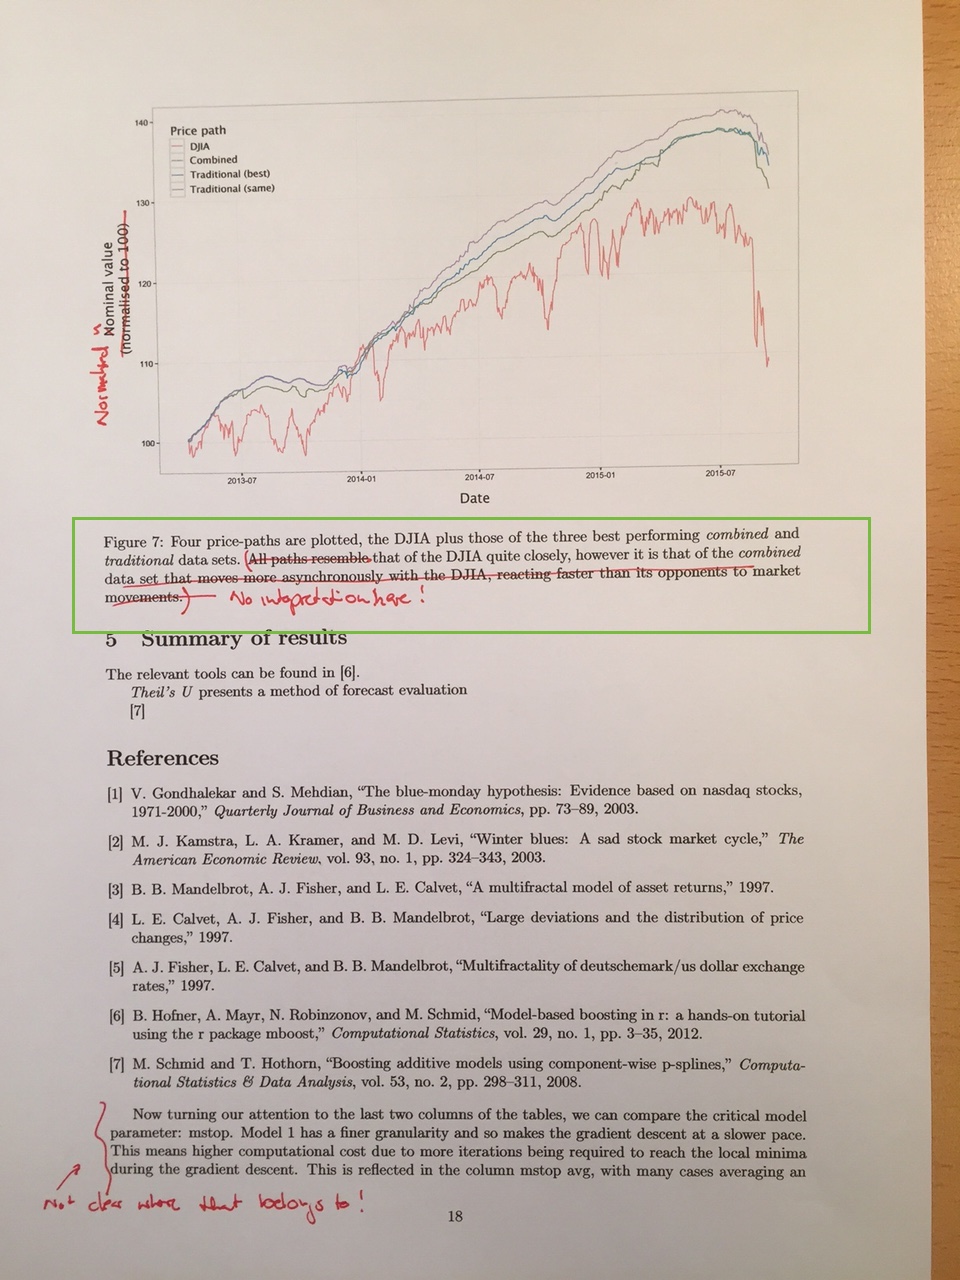 140
130
120
110
100
Price path
DJIA
Combined
Traditional (best)
Traditional (same)
Normalised
Nominal value
(normalised to 100)
2013-07
2014-01
2014-07
2015-01
2015-07
Date
Figure 7: Four price-paths are plotted, the DJIA plus those of the three best performing combined and
traditional data sets. (All paths resemble that of the DJIA quite closely, however it is that of the combined
data set that moves more asynchronously with the DJIA, reacting faster than its opponents to market
movements.) No intepretation here!
5 Summary of results
The relevant tools can be found in [6].
Theil's U presents a method of forecast evaluation
[7]
References
[1] V. Gondhalekar and S. Mehdian, “The blue-monday hypothesis: Evidence based on nasdaq stocks,
1971-2000,” Quarterly Journal of Business and Economics, pp. 73–89, 2003.
[2] M. J. Kamstra, L. A. Kramer, and M. D. Levi, “Winter blues: A sad stock market cycle,” The
American Economic Review, vol. 93, no. 1, pp. 324–343, 2003.
[3] B. B. Mandelbrot, A. J. Fisher, and L. E. Calvet, “A multifractal model of asset returns,” 1997.
[4] L. E. Calvet, A. J. Fisher, and B. B. Mandelbrot, “Large deviations and the distribution of price
changes,” 1997.
[5] A. J. Fisher, L. E. Calvet, and B. B. Mandelbrot, “Multifractality of deutschemark/us dollar exchange
rates,” 1997.
[6] B. Hofner, A. Mayr, N. Robinzonov, and M. Schmid, “Model-based boosting in r: a hands-on tutorial
using the r package mboost,” Computational Statistics, vol. 29, no. 1, pp. 3–35, 2012.
[7] M. Schmid and T. Hothorn, “Boosting additive models using component-wise p-splines,” Computa-
tional Statistics & Data Analysis, vol. 53, no. 2, pp. 298–311, 2008.
Now turning our attention to the last two columns of the tables, we can compare the critical model
parameter: mstop. Model 1 has a finer granularity and so makes the gradient descent at a slower pace.
This means higher computational cost due to more iterations being required to reach the local minima
during the gradient descent. This is reflected in the column mstop avg, with many cases averaging an
Not clear where that belongs to!
18